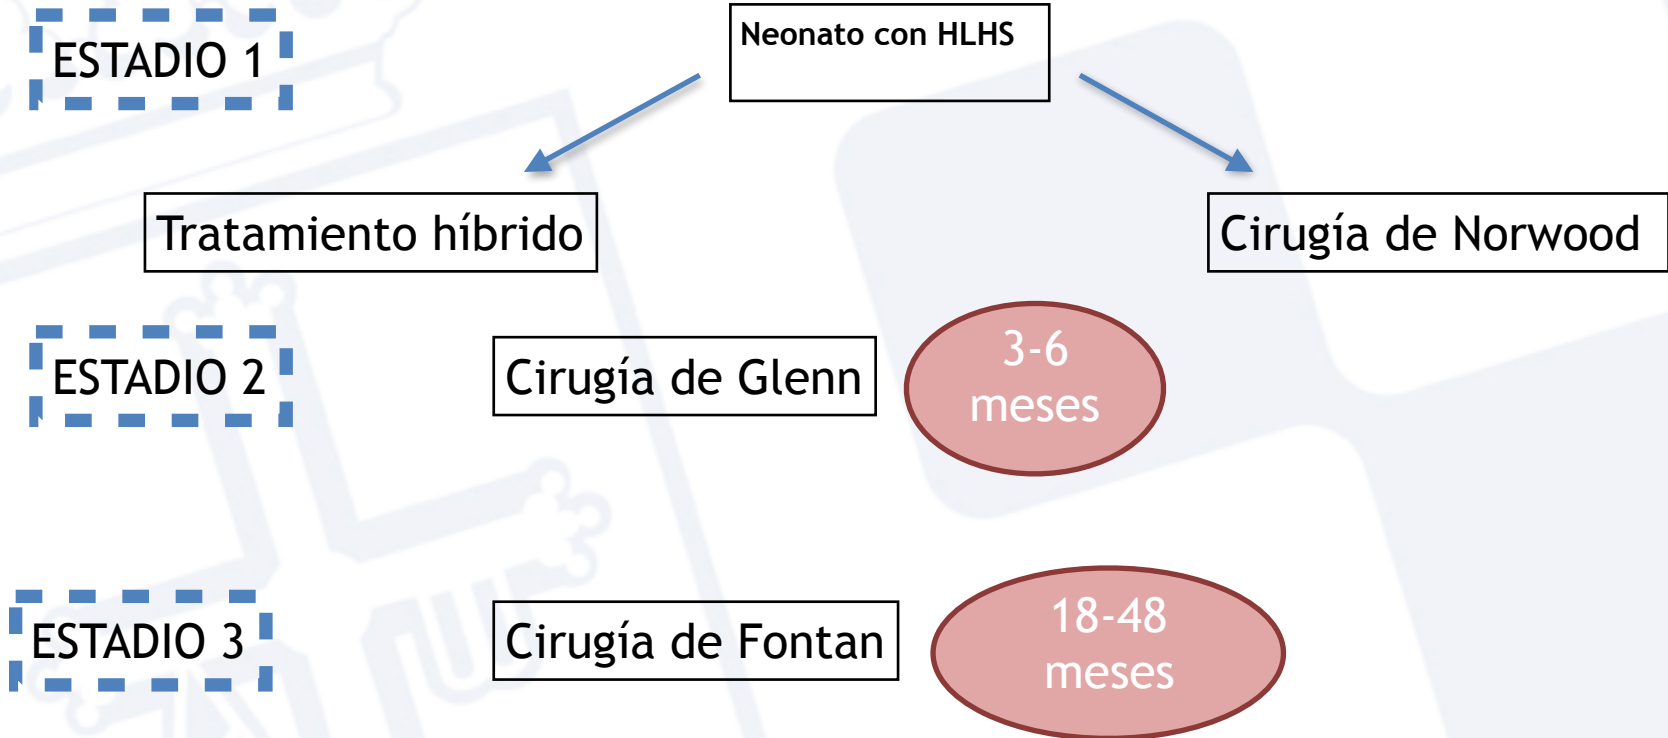 ESTADIO 1
Neonato con HLHS
Tratamiento híbrido
Cirugía de Norwood
ESTADIO 2
Cirugía de Glenn
3-6
meses
ESTADIO 3
Cirugía de Fontan
18-48
meses